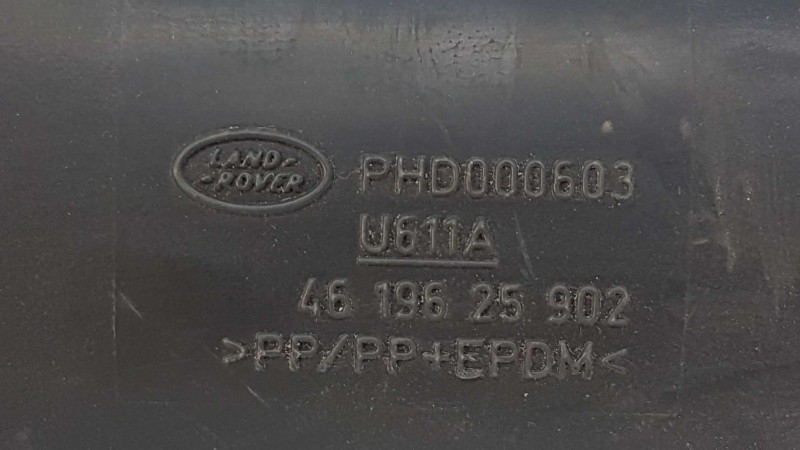 LAND-
-ROVER
PHD000603
U611A
46 196 25 902
>PP/PP+EPDM<